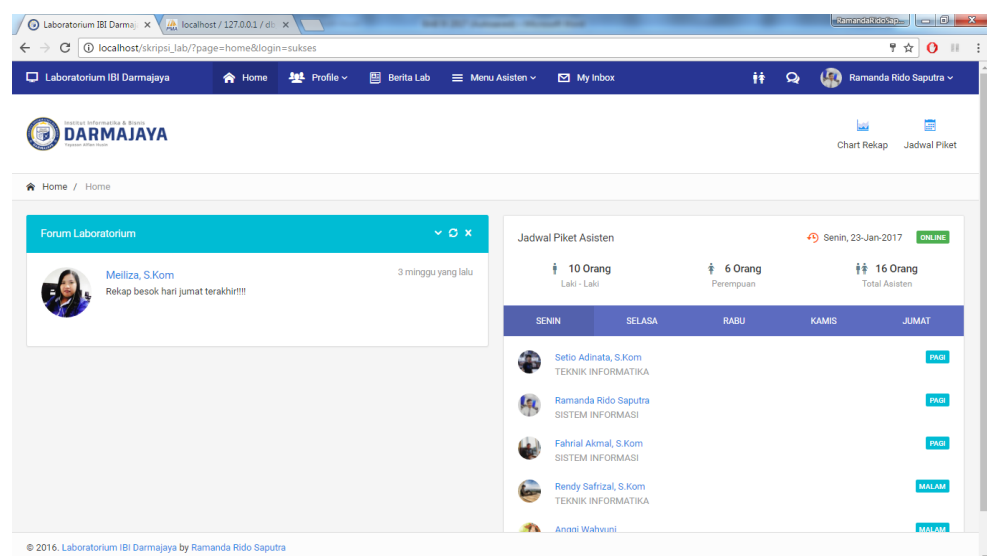 Laboratorium IBI Darmaj
localhost / 127.0.0.1 / db
RamandaRidoSap...
localhost/skripsi_lab/?page=home&login=sukses
Laboratorium IBI Darmajaya
Home
Profile
Berita Lab
Menu Asisten
My Inbox
Ramanda Rido Saputra
Institut Informatika & Bisnis
DARMAJAYA
Yayasan Alfian Husin
Chart Rekap
Jadwal Piket
Home / Home
Forum Laboratorium
Meiliza, S.Kom
3 minggu yang lalu
Rekap besok hari jumat terakhir!!!!
Jadwal Piket Asisten
Senin, 23-Jan-2017
ONLINE
10 Orang
Laki - Laki
6 Orang
Perempuan
16 Orang
Total Asisten
SENIN
SELASA
RABU
KAMIS
JUMAT
Setio Adinata, S.Kom
PAGI
TEKNIK INFORMATIKA
Ramanda Rido Saputra
PAGI
SISTEM INFORMASI
Fahrial Akmal, S.Kom
PAGI
SISTEM INFORMASI
Rendy Safrizal, S.Kom
MALAM
TEKNIK INFORMATIKA
Anggi Wahyuni
MALAM
© 2016. Laboratorium IBI Darmajaya by Ramanda Rido Saputra